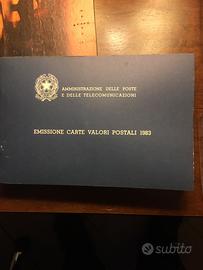 AMMINISTRAZIONE DELLE POSTE
E DELLE TELECOMUNICAZIONI
EMISSIONE CARTE VALORI POSTALI 1983
subito